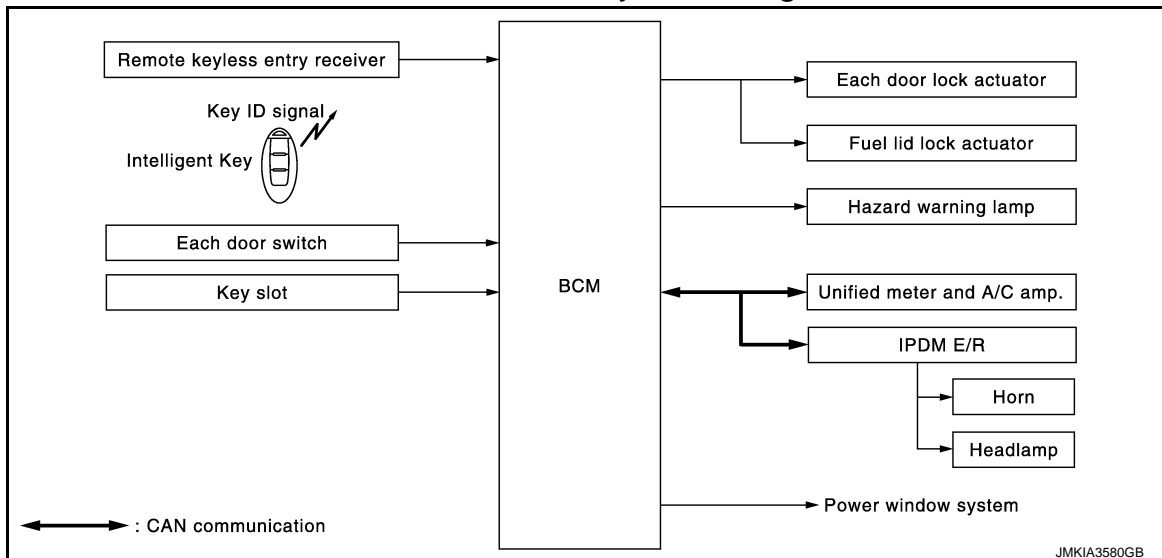 Remote keyless entry receiver
Key ID signal
Intelligent Key
Each door switch
Key slot
BCM
Each door lock actuator
Fuel lid lock actuator
Hazard warning lamp
Unified meter and A/C amp.
IPDM E/R
Horn
Headlamp
Power window system
: CAN communication
JMKIA3580GB